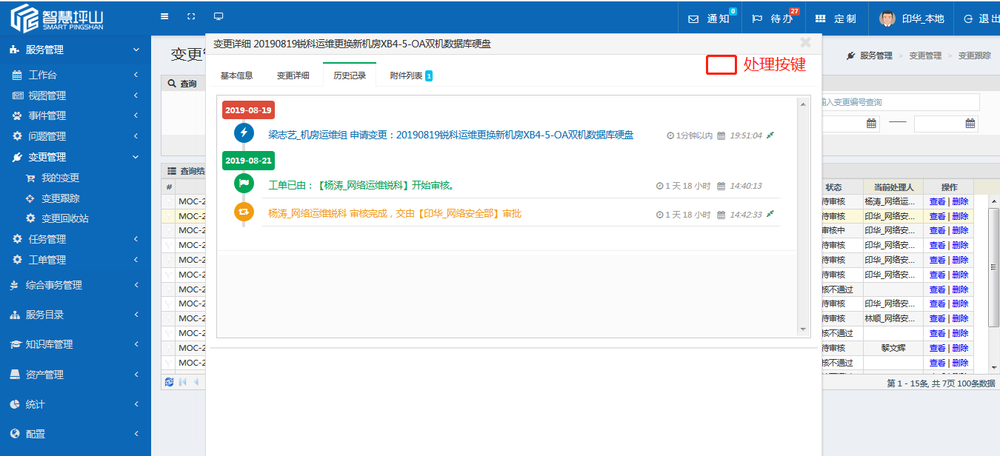 智慧坪山
SMART PINGSHAN
通知 0
待办 27
定制
印华_本地
退出
服务管理
工作台
视图管理
事件管理
问题管理
变更管理
我的变更
变更跟踪
变更回收站
任务管理
工单管理
综合事务管理
服务目录
知识库管理
资产管理
统计
配置
变更
服务管理 > 变更管理 > 变更跟踪
查询
输入变更编号查询
变更详细 20190819锐科运维更换新机房XB4-5-OA双机数据库硬盘
处理按键
基本信息 变更详细 历史记录 附件列表 1
2019-08-19
梁志艺_机房运维组 申请变更：20190819锐科运维更换新机房XB4-5-OA双机数据库硬盘 1分钟以内 19:51:04
2019-08-21
工单已由：【杨涛_网络运维锐科】开始审核。 1 天 18 小时 14:40:13
杨涛_网络运维锐科 审核完成，交由【印华_网络安全部】审批 1 天 18 小时 14:42:33
查询结
# 状态 当前处理人 操作
MOC-2 待审核 杨涛_网络运... 查看 | 删除
MOC-2 待审核 印华_网络安... 查看 | 删除
MOC-2 审核中 印华_网络安... 查看 | 删除
MOC-2 待审核 印华_网络安... 查看 | 删除
MOC-2 待审核 印华_网络安... 查看 | 删除
MOC-2 待审核 印华_网络安... 查看 | 删除
MOC-2 核不通过 查看 | 删除
MOC-2 待审核 印华_网络安... 查看 | 删除
MOC-2 待审核 林顺_网络安... 查看 | 删除
MOC-2 核不通过 查看 | 删除
MOC-2 待审核 黎文辉 查看 | 删除
MOC-2 核不通过 查看 | 删除
第 1 - 15条, 共 7页 100条数据